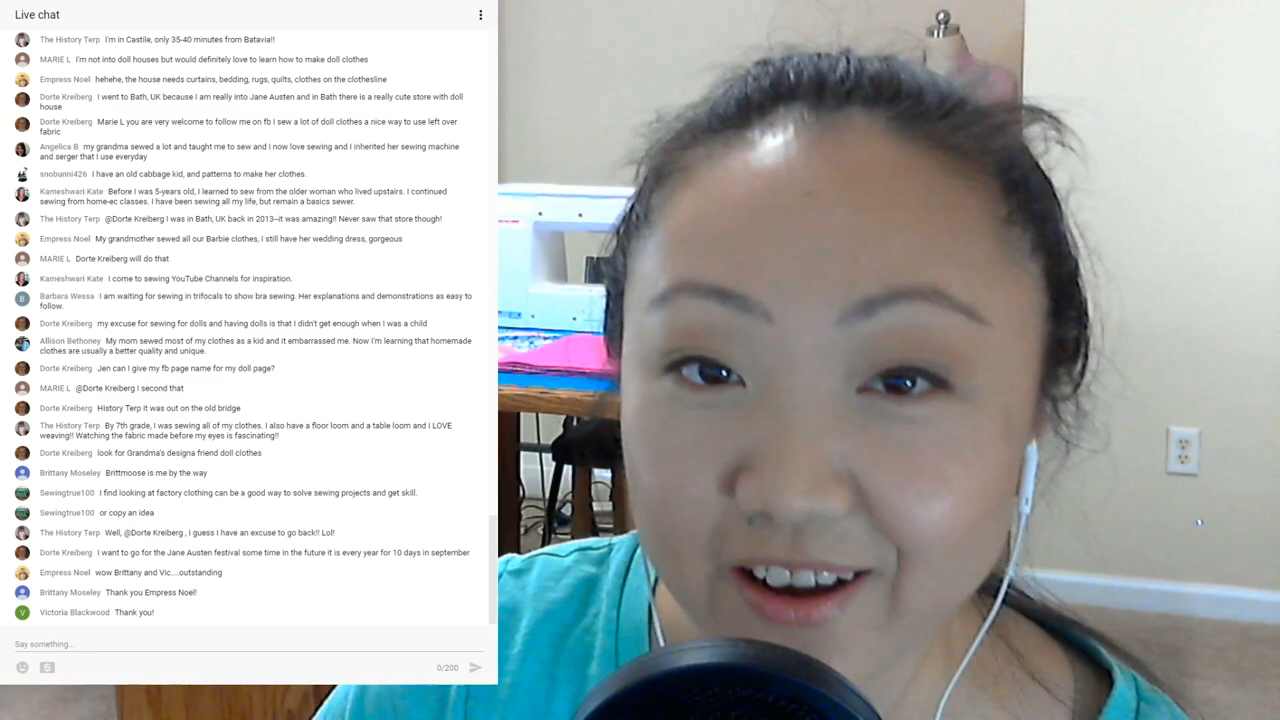 Live chat
The History Terp I'm in Castile, only 35-40 minutes from Batavia!!
MARIE L I'm not into doll houses but would definitely love to learn how to make doll clothes
Empress Noel hehehe, the house needs curtains, bedding, rugs, quilts, clothes on the clothesline
Dorte Kreiberg I went to Bath, UK because I am really into Jane Austen and in Bath there is a really cute store with doll
house
Dorte Kreiberg Marie L you are very welcome to follow me on fb I sew a lot of doll clothes a nice way to use left over
fabric
Angelica B my grandma sewed a lot and taught me to sew and I now love sewing and I inherited her sewing machine
and serger that I use everyday
snobunni426 I have an old cabbage kid, and patterns to make her clothes.
Kameshwari Kate Before I was 5-years old, I learned to sew from the older woman who lived upstairs. I continued
sewing from home-ec classes. I have been sewing all my life, but remain a basics sewer.
The History Terp @Dorte Kreiberg I was in Bath, UK back in 2013--it was amazing!! Never saw that store though!
Empress Noel My grandmother sewed all our Barbie clothes, I still have her wedding dress, gorgeous
MARIE L Dorte Kreiberg will do that
Kameshwari Kate I come to sewing YouTube Channels for inspiration.
B
Barbara Wessa I am waiting for sewing in trifocals to show bra sewing. Her explanations and demonstrations as easy to
follow.
Dorte Kreiberg my excuse for sewing for dolls and having dolls is that I didn't get enough when I was a child
Allison Bethoney My mom sewed most of my clothes as a kid and it embarrassed me. Now I'm learning that homemade
clothes are usually a better quality and unique.
Dorte Kreiberg Jen can I give my fb page name for my doll page?
MARIE L @Dorte Kreiberg I second that
Dorte Kreiberg History Terp it was out on the old bridge
The History Terp By 7th grade, I was sewing all of my clothes. I also have a floor loom and a table loom and I LOVE
weaving!! Watching the fabric made before my eyes is fascinating!!
Dorte Kreiberg look for Grandma's designa friend doll clothes
Brittany Moseley Brittmoose is me by the way
Sewingtrue100 I find looking at factory clothing can be a good way to solve sewing projects and get skill.
Sewingtrue100 or copy an idea
The History Terp Well, @Dorte Kreiberg , I guess I have an excuse to go back!! Lol!
Dorte Kreiberg I want to go for the Jane Austen festival some time in the future it is every year for 10 days in september
Empress Noel wow Brittany and Vic....outstanding
Brittany Moseley Thank you Empress Noel!
V Victoria Blackwood Thank you!
Say something...
0/200